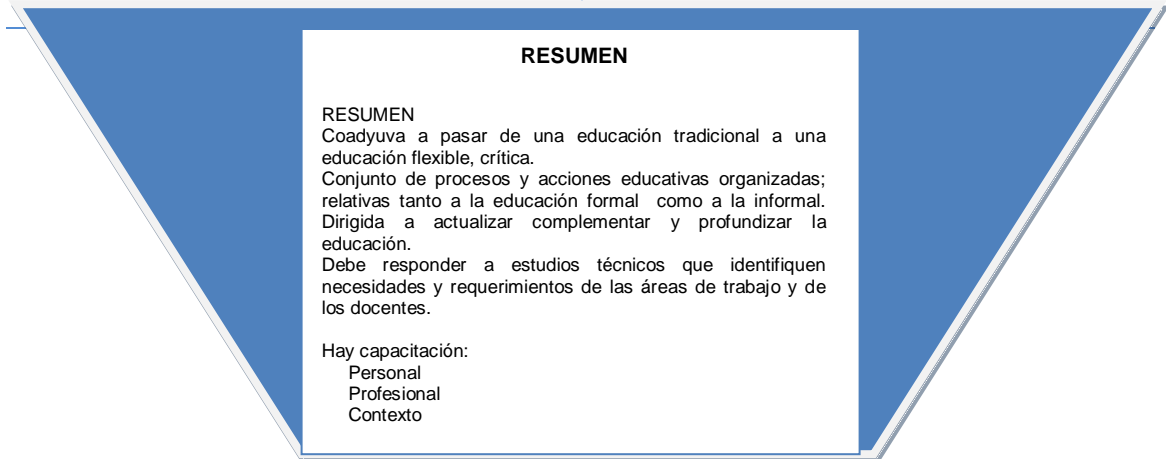 RESUMEN
RESUMEN
Coadyuva a pasar de una educación tradicional a una
educación flexible, crítica.
Conjunto de procesos y acciones educativas organizadas;
relativas tanto a la educación formal como a la informal.
Dirigida a actualizar complementar y profundizar la
educación.
Debe responder a estudios técnicos que identifiquen
necesidades y requerimientos de las áreas de trabajo y de
los docentes.
Hay capacitación:
Personal
Profesional
Contexto